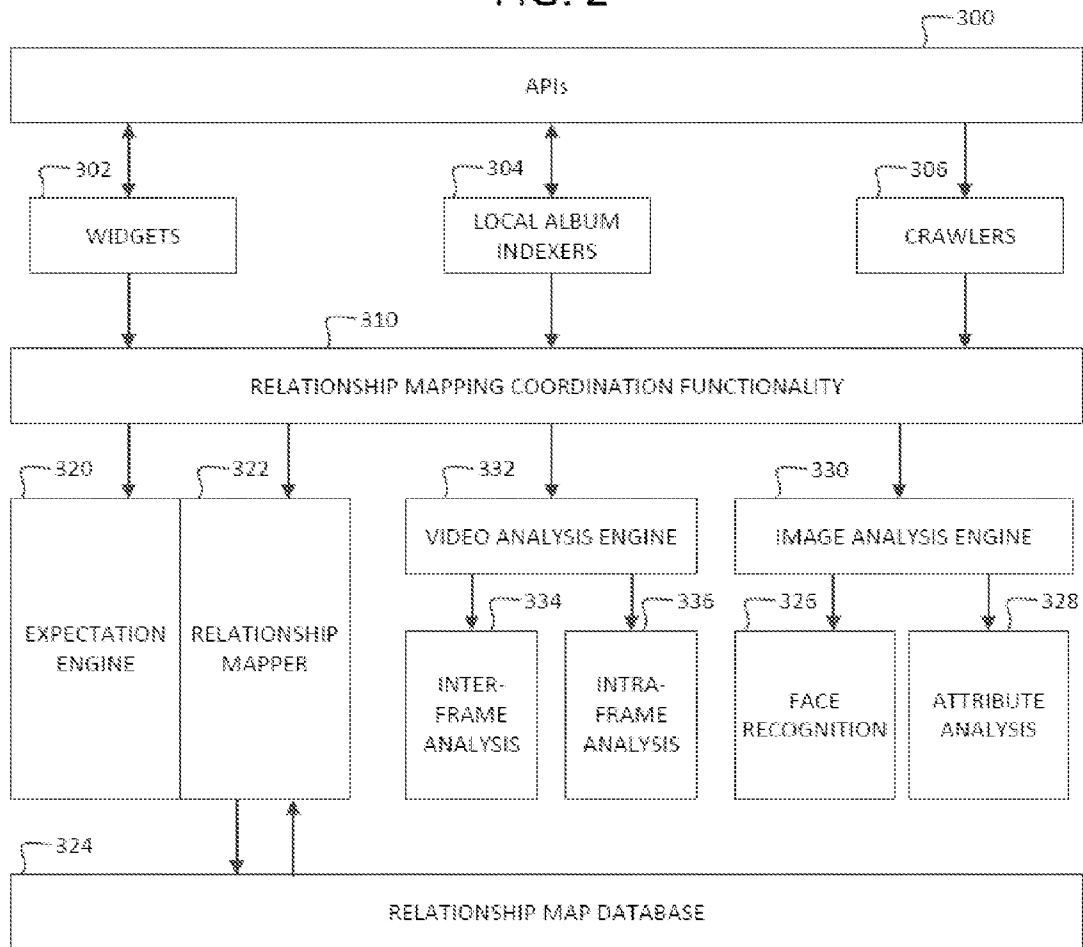 FIG. 2
300
APIs
302
304
306
WIDGETS
LOCAL ALBUM
INDEXERS
CRAWLERS
310
RELATIONSHIP MAPPING COORDINATION FUNCTIONALITY
320
322
332
330
VIDEO ANALYSIS ENGINE
IMAGE ANALYSIS ENGINE
334
336
326
328
EXPECTATION
ENGINE
RELATIONSHIP
MAPPER
INTER-
FRAME
ANALYSIS
INTRA-
FRAME
ANALYSIS
FACE
RECOGNITION
ATTRIBUTE
ANALYSIS
324
RELATIONSHIP MAP DATABASE